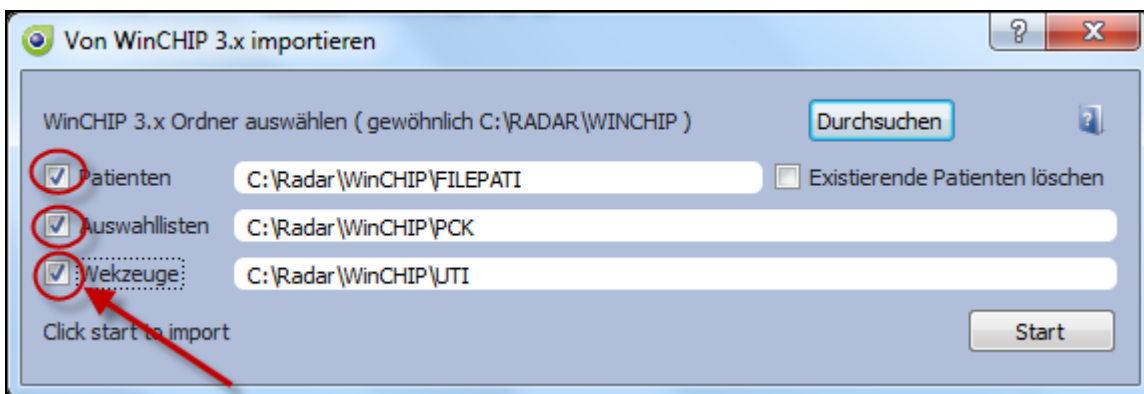 Von WinCHIP 3.x importieren
WinCHIP 3.x Ordner auswählen ( gewöhnlich C:\RADAR\WINCHIP ) Durchsuchen
Patienten C:\Radar\WinCHIP\FILEPATI Existierende Patienten löschen
Auswahllisten C:\Radar\WinCHIP\PCK
Wekzeuge C:\Radar\WinCHIP\UTI
Click start to import Start